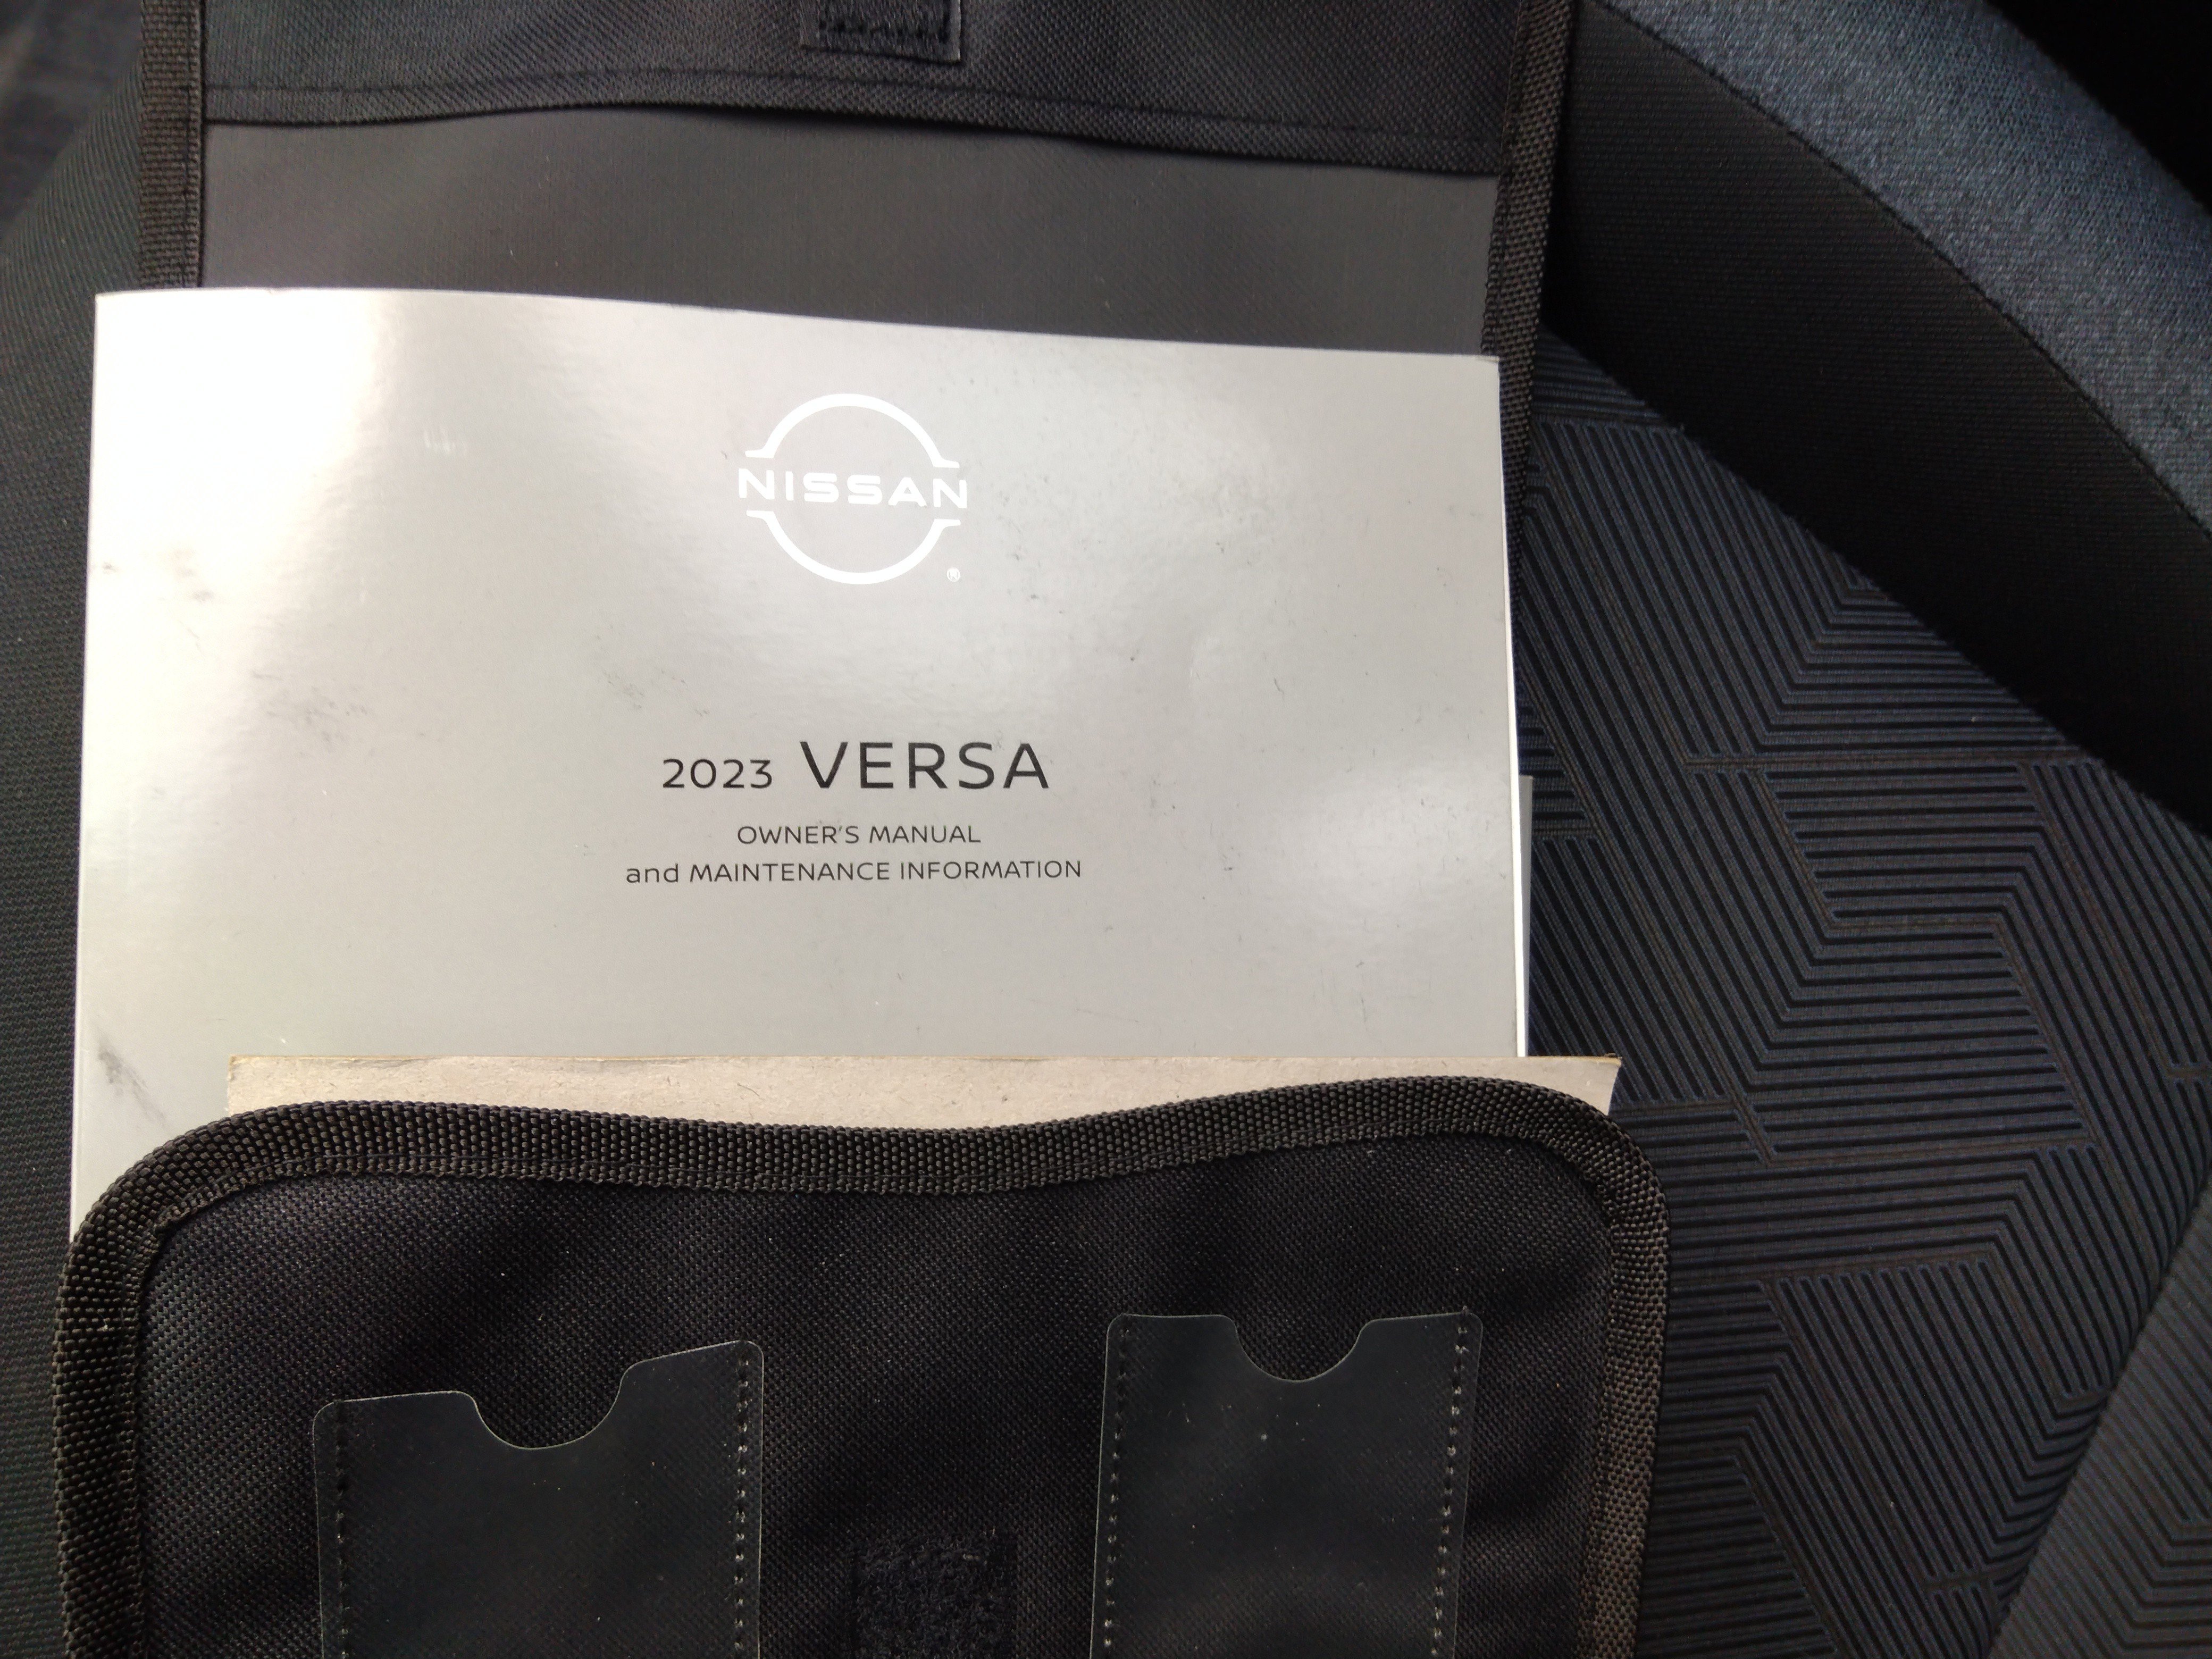 NISSAN
®
2023 VERSA
OWNER'S MANUAL
and MAINTENANCE INFORMATION